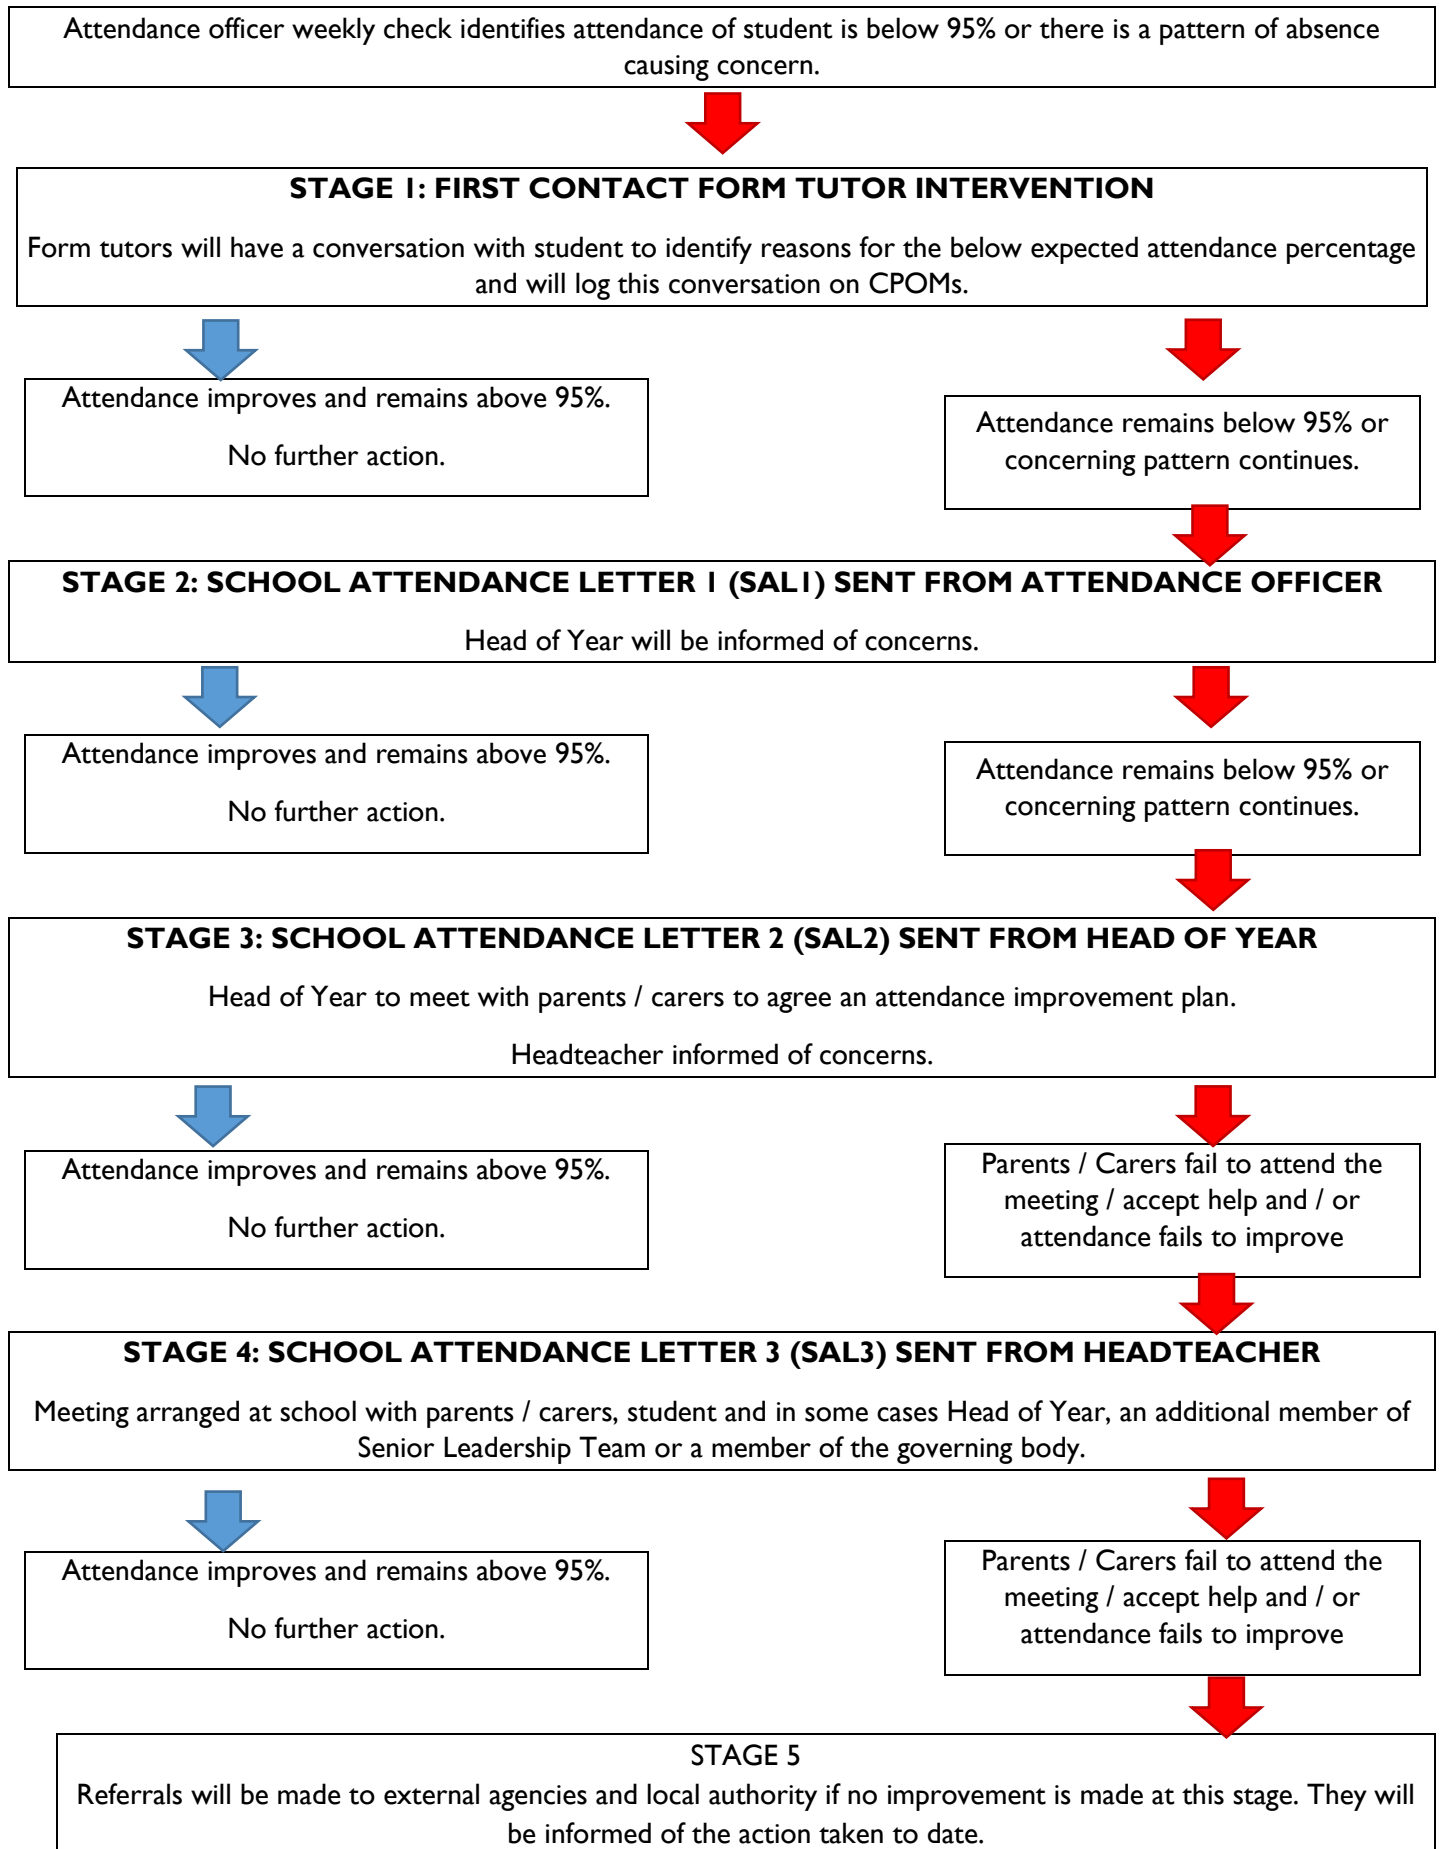 Attendance officer weekly check identifies attendance of student is below 95% or there is a pattern of absence
causing concern.
STAGE 1: FIRST CONTACT FORM TUTOR INTERVENTION
Form tutors will have a conversation with student to identify reasons for the below expected attendance percentage
and will log this conversation on CPOMs.
Attendance improves and remains above 95%.
No further action.
Attendance remains below 95% or
concerning pattern continues.
STAGE 2: SCHOOL ATTENDANCE LETTER 1 (SAL1) SENT FROM ATTENDANCE OFFICER
Head of Year will be informed of concerns.
Attendance improves and remains above 95%.
No further action.
Attendance remains below 95% or
concerning pattern continues.
STAGE 3: SCHOOL ATTENDANCE LETTER 2 (SAL2) SENT FROM HEAD OF YEAR
Head of Year to meet with parents / carers to agree an attendance improvement plan.
Headteacher informed of concerns.
Attendance improves and remains above 95%.
No further action.
Parents / Carers fail to attend the
meeting / accept help and / or
attendance fails to improve
STAGE 4: SCHOOL ATTENDANCE LETTER 3 (SAL3) SENT FROM HEADTEACHER
Meeting arranged at school with parents / carers, student and in some cases Head of Year, an additional member of
Senior Leadership Team or a member of the governing body.
Attendance improves and remains above 95%.
No further action.
Parents / Carers fail to attend the
meeting / accept help and / or
attendance fails to improve
STAGE 5
Referrals will be made to external agencies and local authority if no improvement is made at this stage. They will
be informed of the action taken to date.